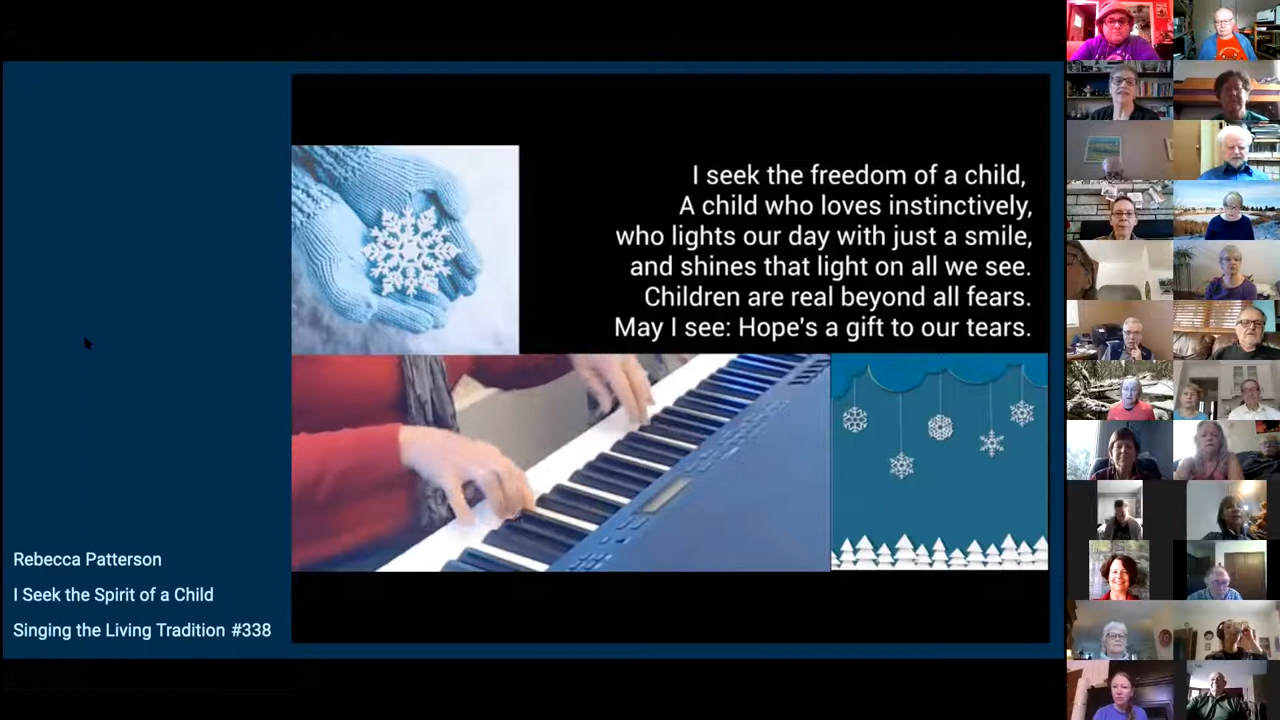 I seek the freedom of a child,
A child who loves instinctively,
who lights our day with just a smile,
and shines that light on all we see.
Children are real beyond all fears.
May I see: Hope's a gift to our tears.
Rebecca Patterson
I Seek the Spirit of a Child
Singing the Living Tradition #338